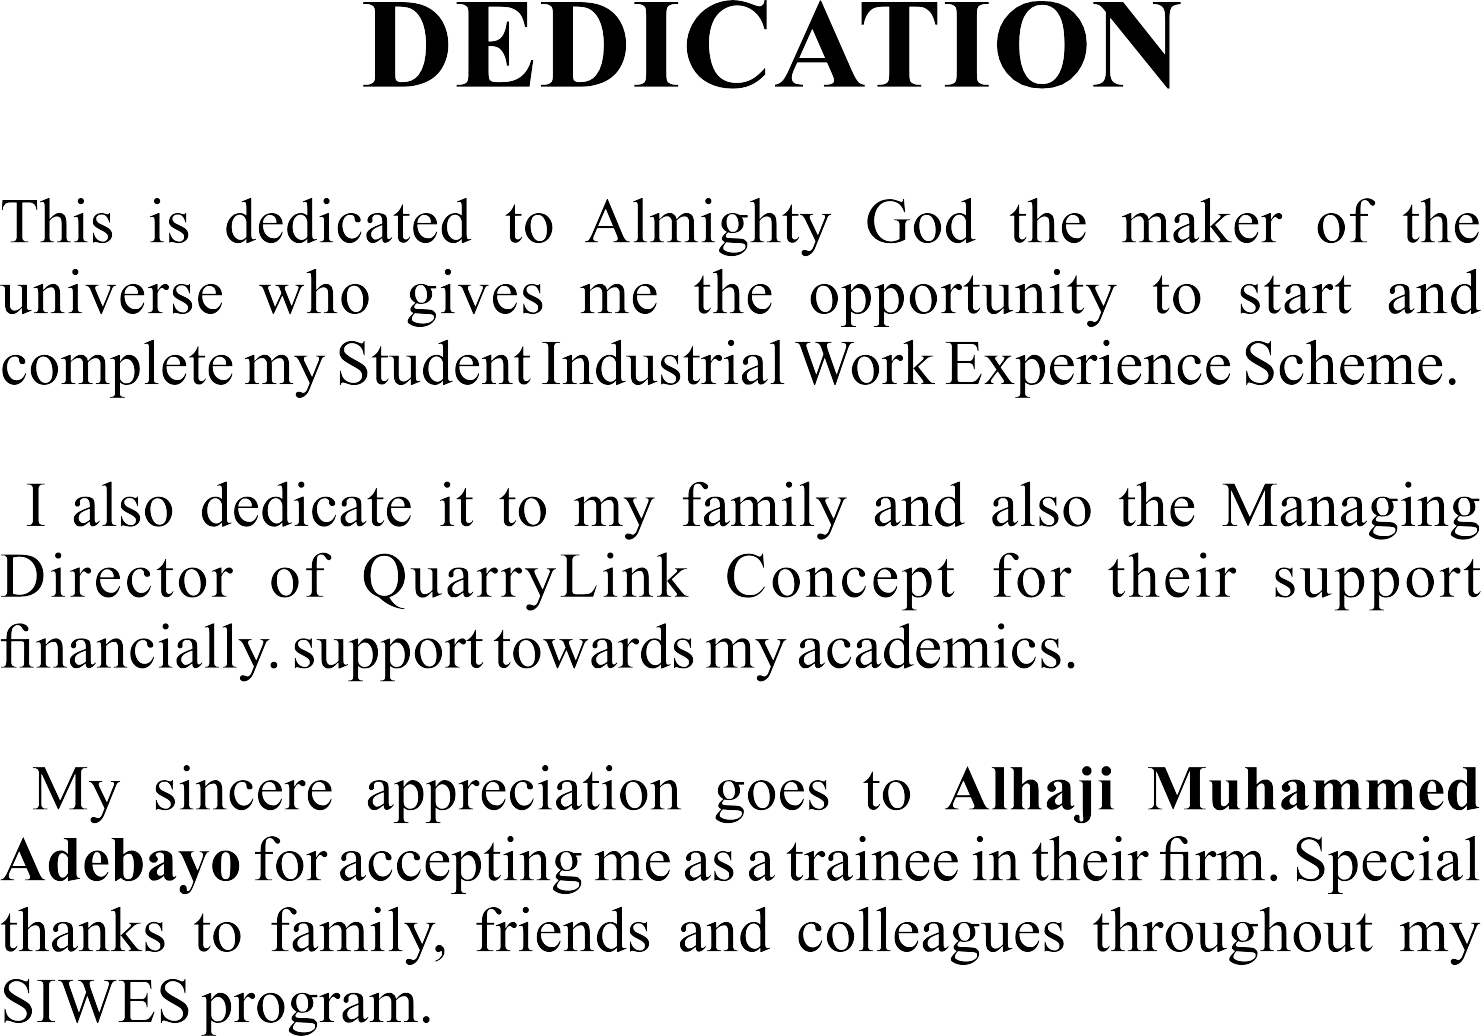 DEDICATION
This is dedicated to Almighty God the maker of the
universe who gives me the opportunity to start and
complete my Student Industrial Work Experience Scheme.
I also dedicate it to my family and also the Managing
Director of QuarryLink Concept for their support
financially. support towards my academics.
My sincere appreciation goes to Alhaji Muhammed
Adebayo for accepting me as a trainee in their firm. Special
thanks to family, friends and colleagues throughout my
SIWES program.